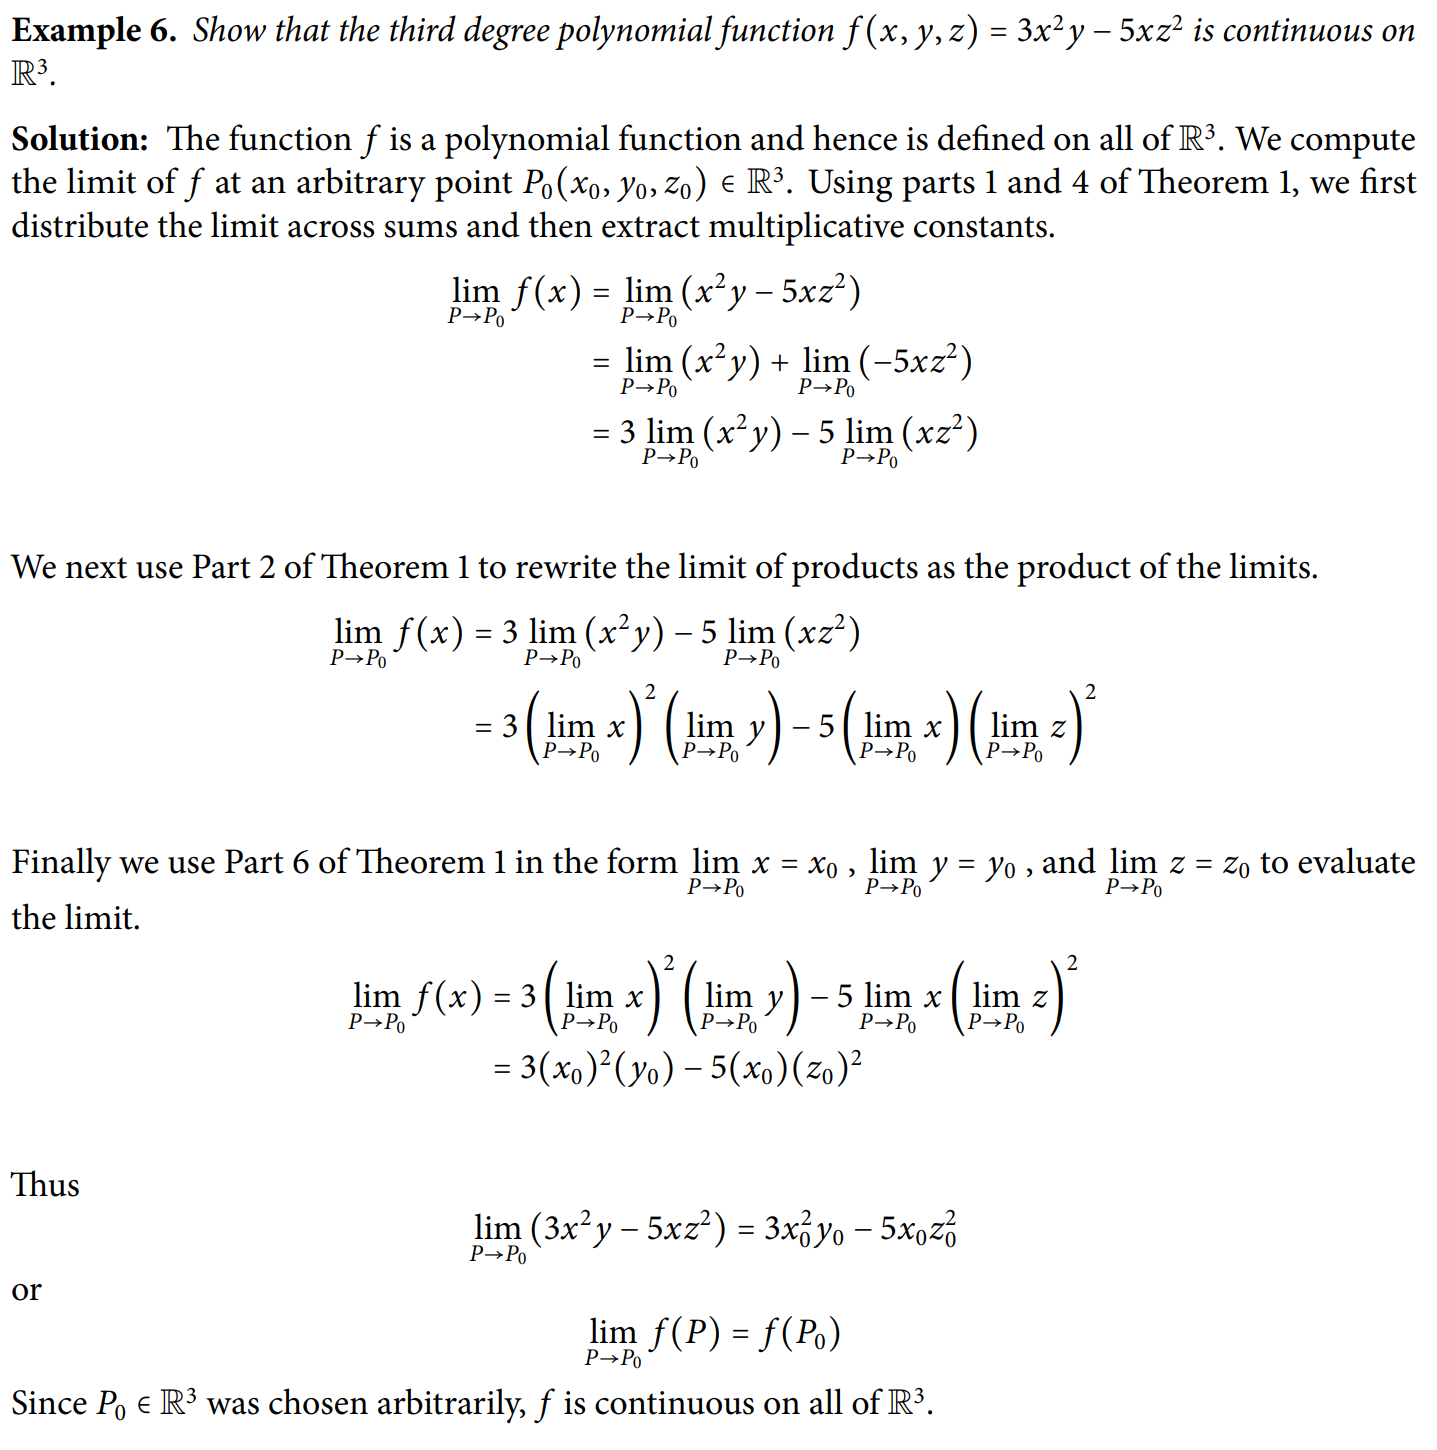 Example 6. Show that the third degree polynomial function f(x, y, z) = 3x²y − 5xz² is continuous on
ℝ³.
Solution: The function f is a polynomial function and hence is defined on all of ℝ³. We compute
the limit of f at an arbitrary point P₀(x₀, y₀, z₀) ∈ ℝ³. Using parts 1 and 4 of Theorem 1, we first
distribute the limit across sums and then extract multiplicative constants.
lim_{P→P₀} f(x) = lim_{P→P₀} (x²y − 5xz²)
= lim_{P→P₀} (x²y) + lim_{P→P₀} (−5xz²)
= 3 lim_{P→P₀} (x²y) − 5 lim_{P→P₀} (xz²)
We next use Part 2 of Theorem 1 to rewrite the limit of products as the product of the limits.
lim_{P→P₀} f(x) = 3 lim_{P→P₀} (x²y) − 5 lim_{P→P₀} (xz²)
= 3 (lim_{P→P₀} x)² (lim_{P→P₀} y) − 5 (lim_{P→P₀} x) (lim_{P→P₀} z)²
Finally we use Part 6 of Theorem 1 in the form lim_{P→P₀} x = x₀ , lim_{P→P₀} y = y₀ , and lim_{P→P₀} z = z₀ to evaluate
the limit.
lim_{P→P₀} f(x) = 3 (lim_{P→P₀} x)² (lim_{P→P₀} y) − 5 lim_{P→P₀} x (lim_{P→P₀} z)²
= 3(x₀)²(y₀) − 5(x₀)(z₀)²
Thus
lim_{P→P₀} (3x²y − 5xz²) = 3x₀²y₀ − 5x₀z₀²
or
lim_{P→P₀} f(P) = f(P₀)
Since P₀ ∈ ℝ³ was chosen arbitrarily, f is continuous on all of ℝ³.